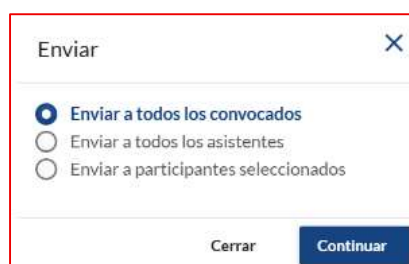 Enviar
Enviar a todos los convocados
Enviar a todos los asistentes
Enviar a participantes seleccionados
Cerrar Continuar